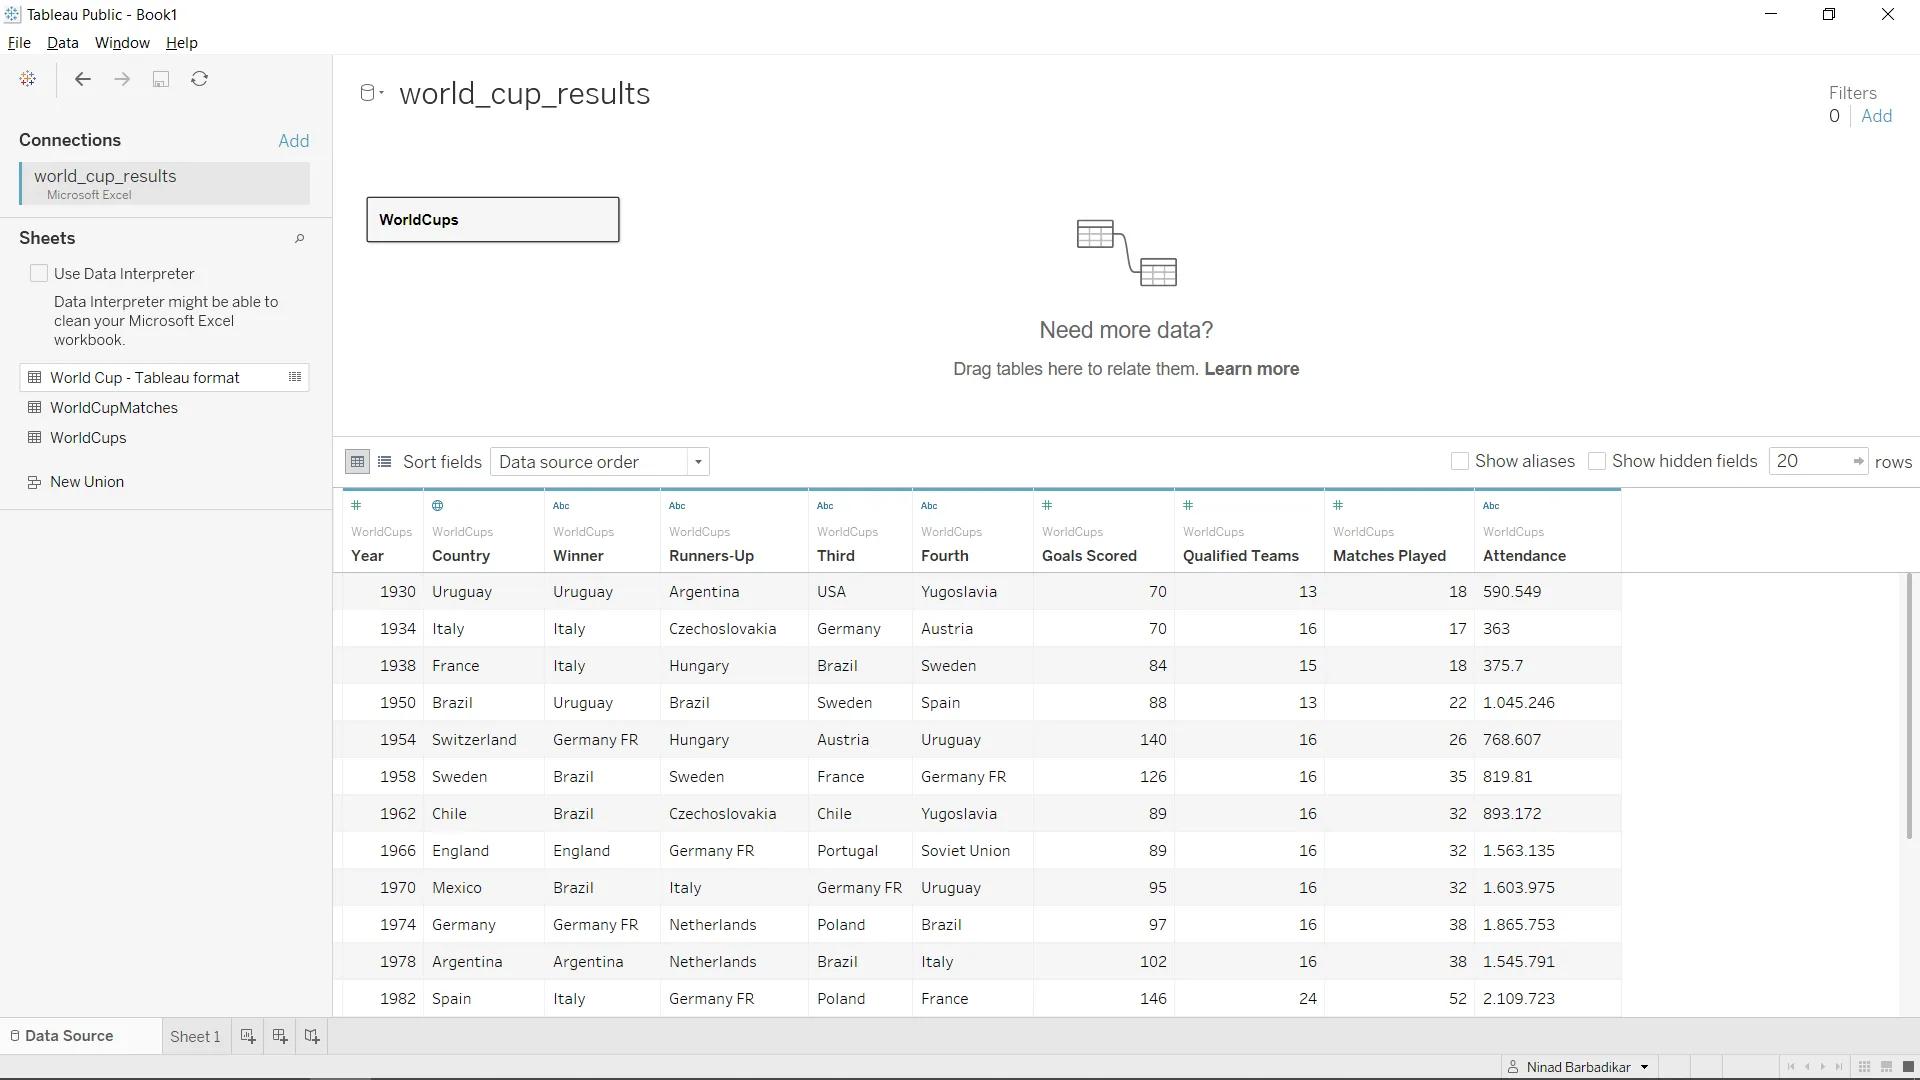 Tableau Public - Book1
File Data Window Help
world_cup_results
Filters
0 Add
Connections Add
world_cup_results
Microsoft Excel
Sheets
Use Data Interpreter
Data Interpreter might be able to
clean your Microsoft Excel
workbook.
World Cup - Tableau format
WorldCupMatches
WorldCups
New Union
WorldCups
Need more data?
Drag tables here to relate them. Learn more
Sort fields Data source order Show aliases Show hidden fields 20 rows
# Abc Abc Abc Abc # # # Abc
WorldCups WorldCups WorldCups WorldCups WorldCups WorldCups WorldCups WorldCups WorldCups WorldCups
Year Country Winner Runners-Up Third Fourth Goals Scored Qualified Teams Matches Played Attendance
1930 Uruguay Uruguay Argentina USA Yugoslavia 70 13 18 590.549
1934 Italy Italy Czechoslovakia Germany Austria 70 16 17 363
1938 France Italy Hungary Brazil Sweden 84 15 18 375.7
1950 Brazil Uruguay Brazil Sweden Spain 88 13 22 1.045.246
1954 Switzerland Germany FR Hungary Austria Uruguay 140 16 26 768.607
1958 Sweden Brazil Sweden France Germany FR 126 16 35 819.81
1962 Chile Brazil Czechoslovakia Chile Yugoslavia 89 16 32 893.172
1966 England England Germany FR Portugal Soviet Union 89 16 32 1.563.135
1970 Mexico Brazil Italy Germany FR Uruguay 95 16 32 1.603.975
1974 Germany Germany FR Netherlands Poland Brazil 97 16 38 1.865.753
1978 Argentina Argentina Netherlands Brazil Italy 102 16 38 1.545.791
1982 Spain Italy Germany FR Poland France 146 24 52 2.109.723
Data Source Sheet 1
Ninad Barbadikar